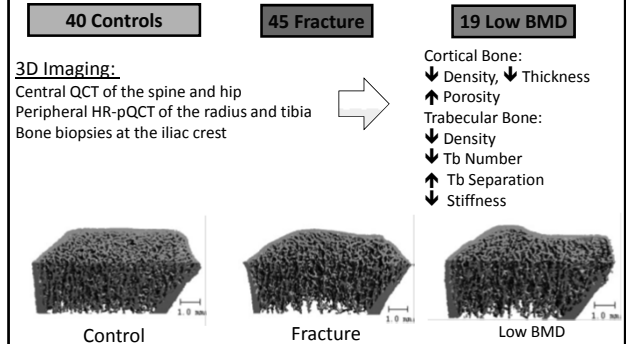 40 Controls
45 Fracture
19 Low BMD
3D Imaging:
Central QCT of the spine and hip
Peripheral HR-pQCT of the radius and tibia
Bone biopsies at the iliac crest
Cortical Bone:
↓ Density, ↓ Thickness
↑ Porosity
Trabecular Bone:
↓ Density
↓ Tb Number
↑ Tb Separation
↓ Stiffness
1.0 mm
1.0 mm
1.0 mm
Control
Fracture
Low BMD